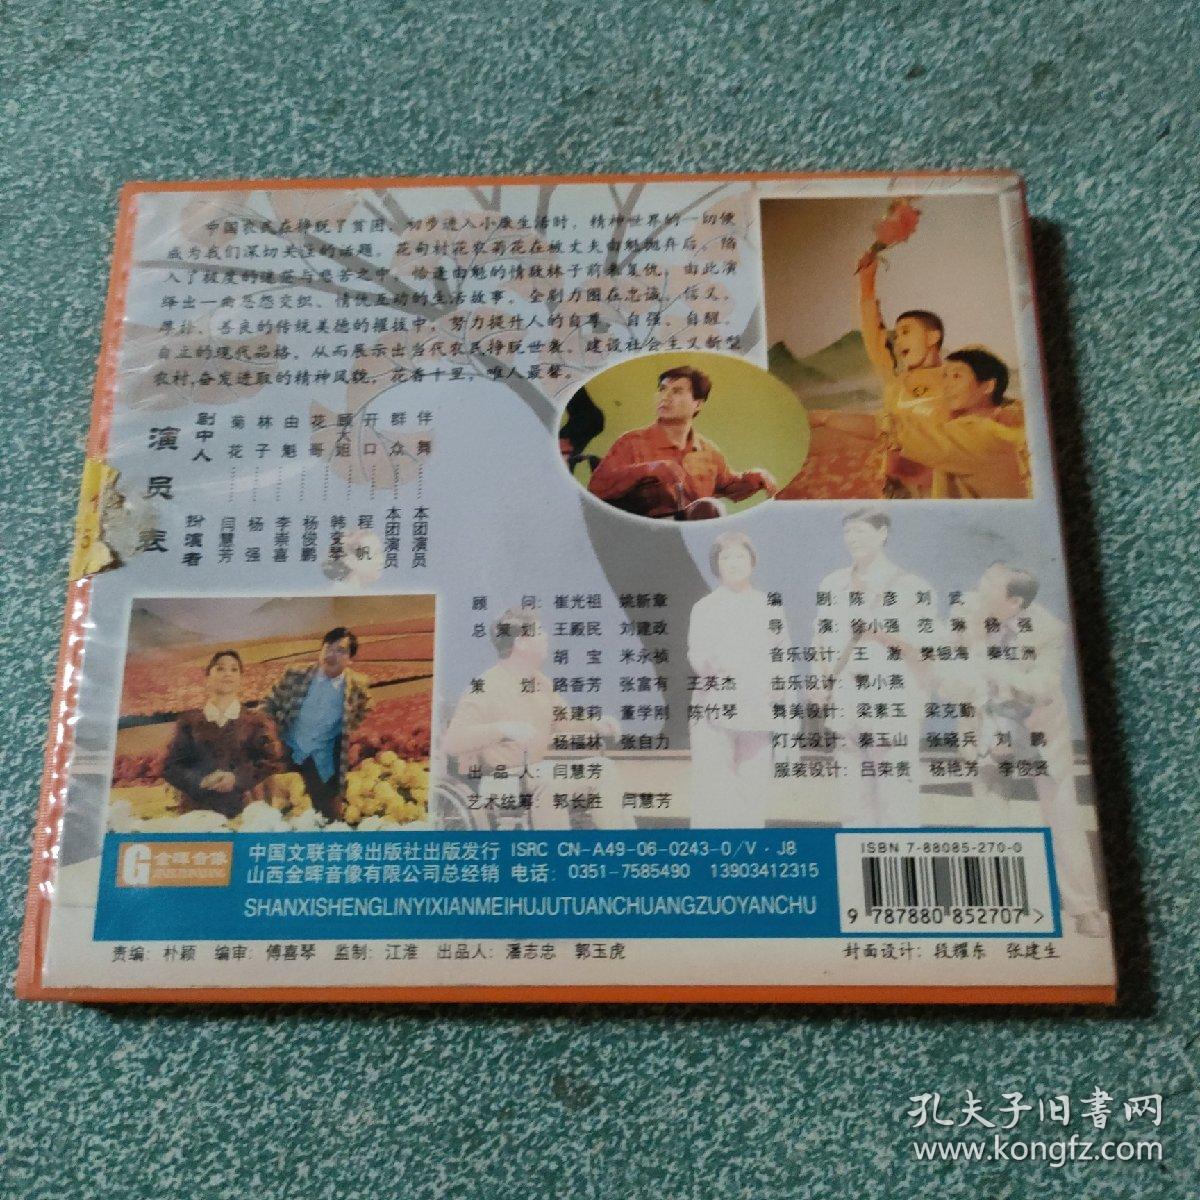 中国农民在挣脱了贫困、初步进入小康生活时，精神世界的一切便
成为我们深切关注的话题。花甸村花农菊花在被丈夫由魁抛弃后，陷
入了极度的迷茫与悲苦之中，恰逢由魁的情敌林子前来复仇，由此演
绎出一曲恩怨交织、情仇互动的生活故事。全剧力图在忠诚、信义、
厚朴、善良的传统美德的提拔中，努力提升人的自尊、自强、自醒、
自立的现代品格，从而展示出当代农民挣脱世袭，建设社会主义新型
农村，奋发进取的精神风貌，花香十里，唯人最馨。
演员表
剧中人 扮演者
菊花……闫慧芳
林子……杨强
由魁……李崇喜
花哥……杨俊鹏
顾大姐……韩变琴
开口……程帆
群众……本团演员
伴舞……本团演员
顾 问：崔光祖 姚新章
总策划：王殿民 刘建政
胡宝 米永祯
策 划：路香芳 张富有 王英杰
张建莉 董学刚 陈竹琴
杨福林 张自力
出品人：闫慧芳
艺术统筹：郭长胜 闫慧芳
编 剧：陈彦 刘武
导 演：徐小强 范琳 杨强
音乐设计：王激 樊银海 秦红洲
击乐设计：郭小燕
舞美设计：梁素玉 梁克勤
灯光设计：秦玉山 张晓兵 刘鹏
服装设计：吕荣贵 杨艳芳 李俊贤
G 金晖音像
中国文联音像出版社出版发行 ISRC CN-A49-06-0243-0/V·J8
山西金晖音像有限公司总经销 电话：0351-7585490 13903412315
SHANXISHENGLINYIXIANMEIHUJUTUANCHUANGZUOYANCHU
ISBN 7-88085-270-0
9 787880 852707 >
责编：朴颖 编审：傅喜琴 监制：江淮 出品人：潘志忠 郭玉虎
封面设计：段耀东 张建生
孔夫子旧书网
www.kongfz.com